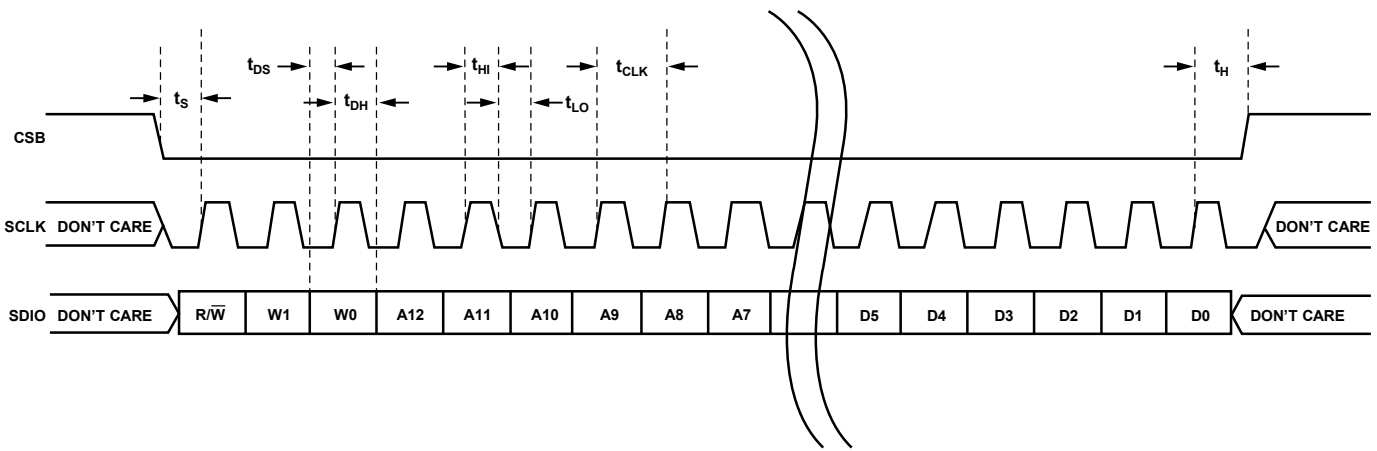 tDS
tHI
tCLK
tH
tS
tDH
tLO
CSB
SCLK DON'T CARE
DON'T CARE
SDIO DON'T CARE R/W̅ W1 W0 A12 A11 A10 A9 A8 A7 D5 D4 D3 D2 D1 D0 DON'T CARE